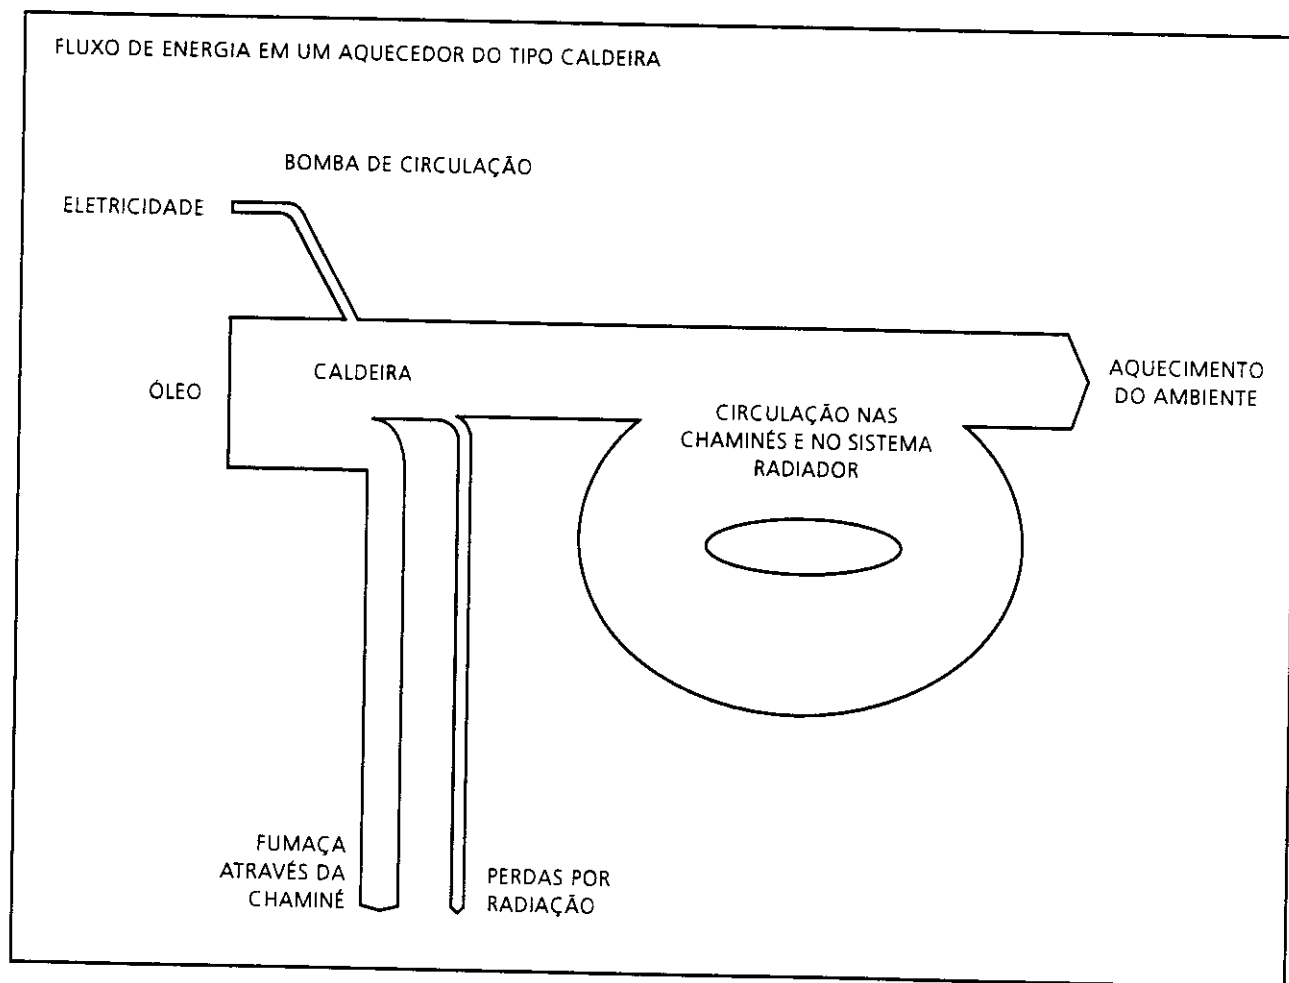 FLUXO DE ENERGIA EM UM AQUECEDOR DO TIPO CALDEIRA
BOMBA DE CIRCULAÇÃO
ELETRICIDADE
CALDEIRA
ÓLEO
AQUECIMENTO
DO AMBIENTE
CIRCULAÇÃO NAS
CHAMINÉS E NO SISTEMA
RADIADOR
FUMAÇA
ATRAVÉS DA
CHAMINÉ
PERDAS POR
RADIAÇÃO